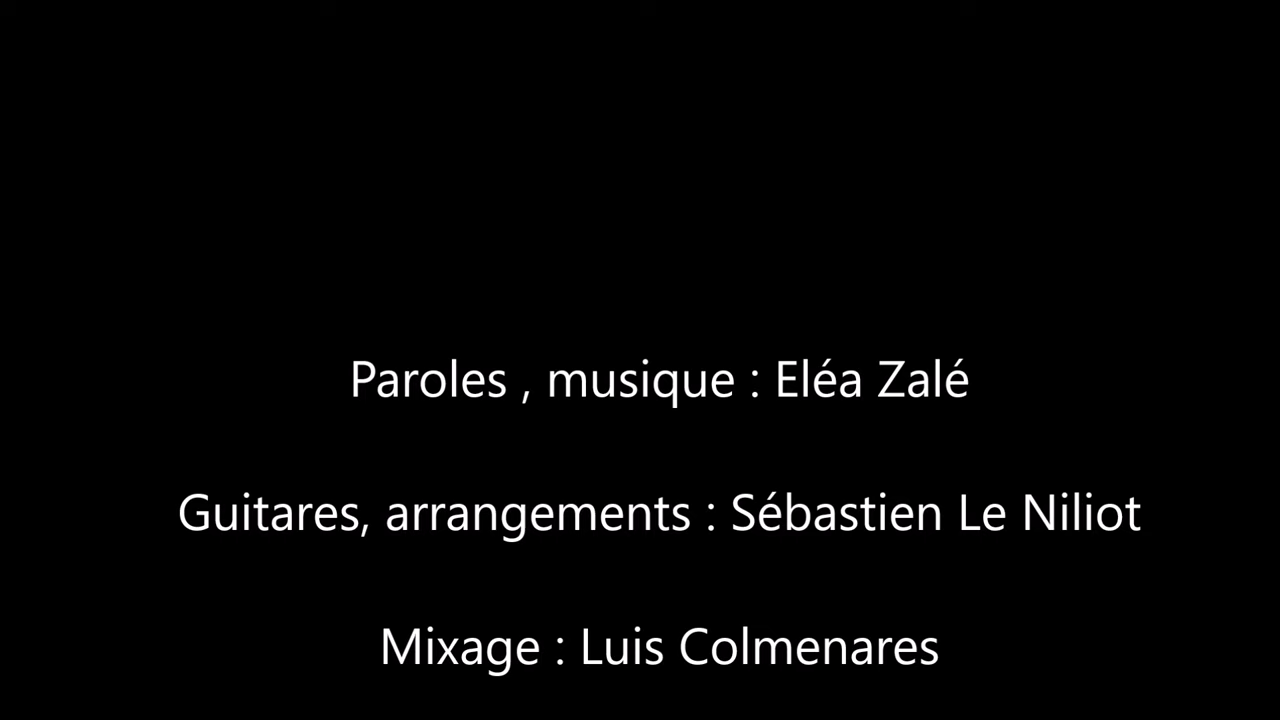 Paroles , musique : Eléa Zalé
Guitares, arrangements : Sébastien Le Niliot
Mixage : Luis Colmenares